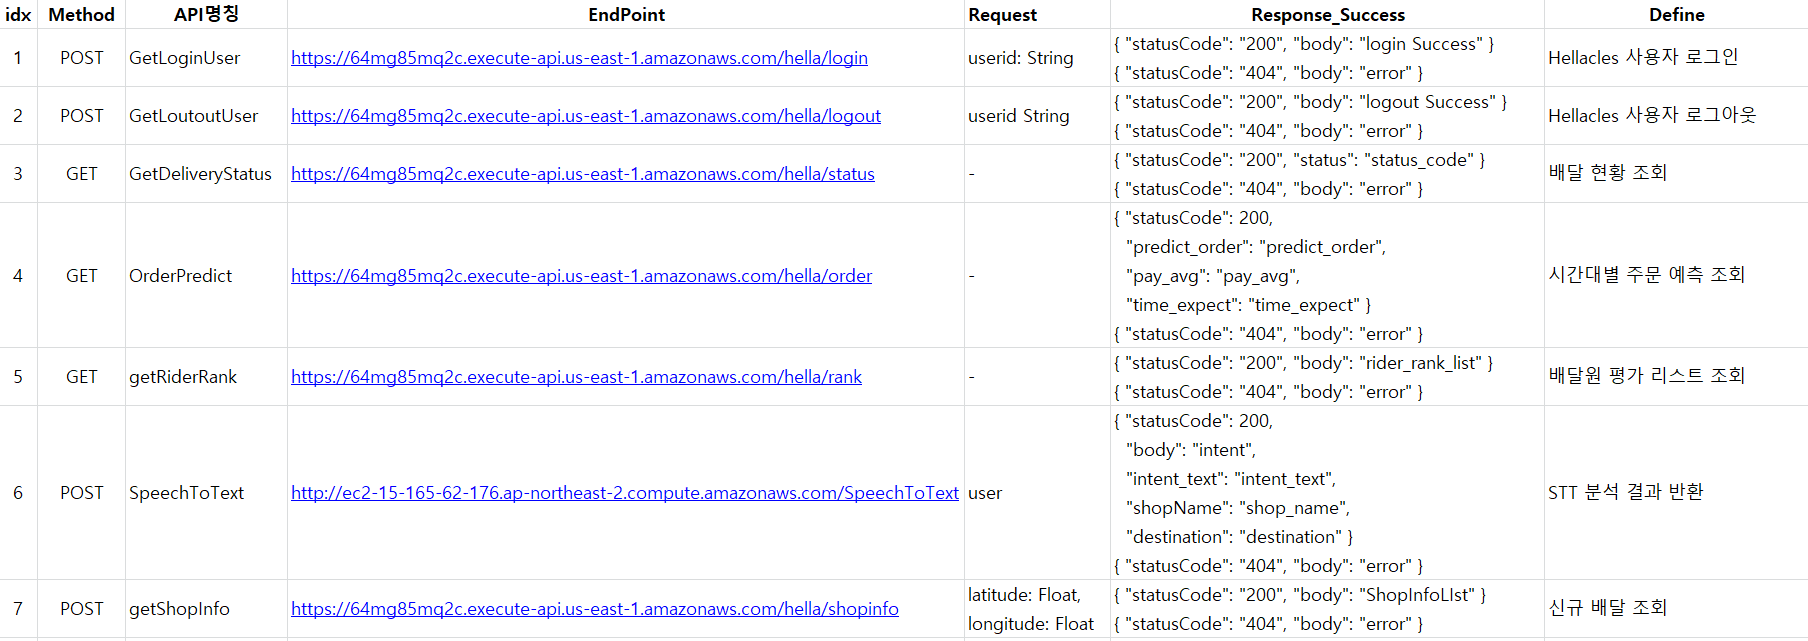 idx Method API명칭 EndPoint Request Response_Success Define
1 POST GetLoginUser https://64mg85mq2c.execute-api.us-east-1.amazonaws.com/hella/login userid: String { "statusCode": "200", "body": "login Success" }
{ "statusCode": "404", "body": "error" } Hellacles 사용자 로그인
2 POST GetLoutoutUser https://64mg85mq2c.execute-api.us-east-1.amazonaws.com/hella/logout userid String { "statusCode": "200", "body": "logout Success" }
{ "statusCode": "404", "body": "error" } Hellacles 사용자 로그아웃
3 GET GetDeliveryStatus https://64mg85mq2c.execute-api.us-east-1.amazonaws.com/hella/status - { "statusCode": "200", "status": "status_code" }
{ "statusCode": "404", "body": "error" } 배달 현황 조회
4 GET OrderPredict https://64mg85mq2c.execute-api.us-east-1.amazonaws.com/hella/order - { "statusCode": 200,
"predict_order": "predict_order",
"pay_avg": "pay_avg",
"time_expect": "time_expect" }
{ "statusCode": "404", "body": "error" } 시간대별 주문 예측 조회
5 GET getRiderRank https://64mg85mq2c.execute-api.us-east-1.amazonaws.com/hella/rank - { "statusCode": "200", "body": "rider_rank_list" }
{ "statusCode": "404", "body": "error" } 배달원 평가 리스트 조회
6 POST SpeechToText http://ec2-15-165-62-176.ap-northeast-2.compute.amazonaws.com/SpeechToText user { "statusCode": 200,
"body": "intent",
"intent_text": "intent_text",
"shopName": "shop_name",
"destination": "destination" }
{ "statusCode": "404", "body": "error" } STT 분석 결과 반환
7 POST getShopInfo https://64mg85mq2c.execute-api.us-east-1.amazonaws.com/hella/shopinfo latitude: Float, { "statusCode": "200", "body": "ShopInfoLIst" }
longitude: Float { "statusCode": "404", "body": "error" } 신규 배달 조회